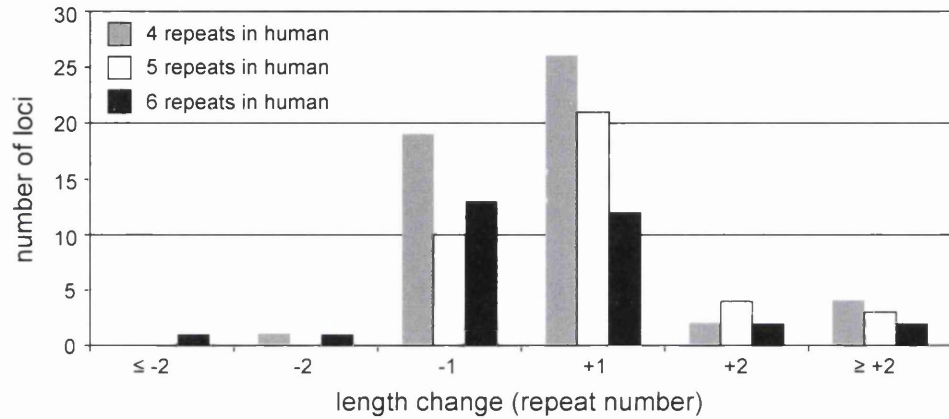 30
25
20
15
10
5
0
number of loci
4 repeats in human
5 repeats in human
6 repeats in human
≤ -2 -2 -1 +1 +2 ≥ +2
length change (repeat number)